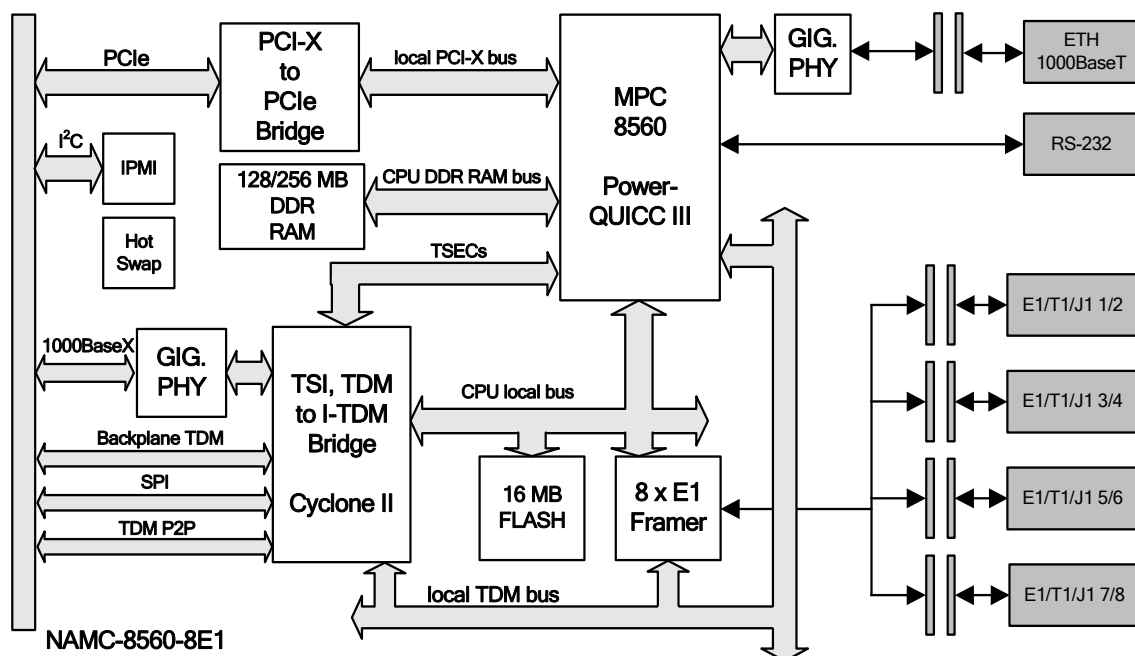 PCIe
PCI-X
to
PCIe
Bridge
local PCI-X bus
MPC
8560
Power-
QUICC III
GIG.
PHY
ETH
1000BaseT
RS-232
I²C
IPMI
Hot
Swap
128/256 MB
DDR
RAM
CPU DDR RAM bus
TSECs
1000BaseX
GIG.
PHY
TSI, TDM
to I-TDM
Bridge
Cyclone II
CPU local bus
16 MB
FLASH
8 x E1
Framer
Backplane TDM
SPI
TDM P2P
local TDM bus
E1/T1/J1 1/2
E1/T1/J1 3/4
E1/T1/J1 5/6
E1/T1/J1 7/8
NAMC-8560-8E1